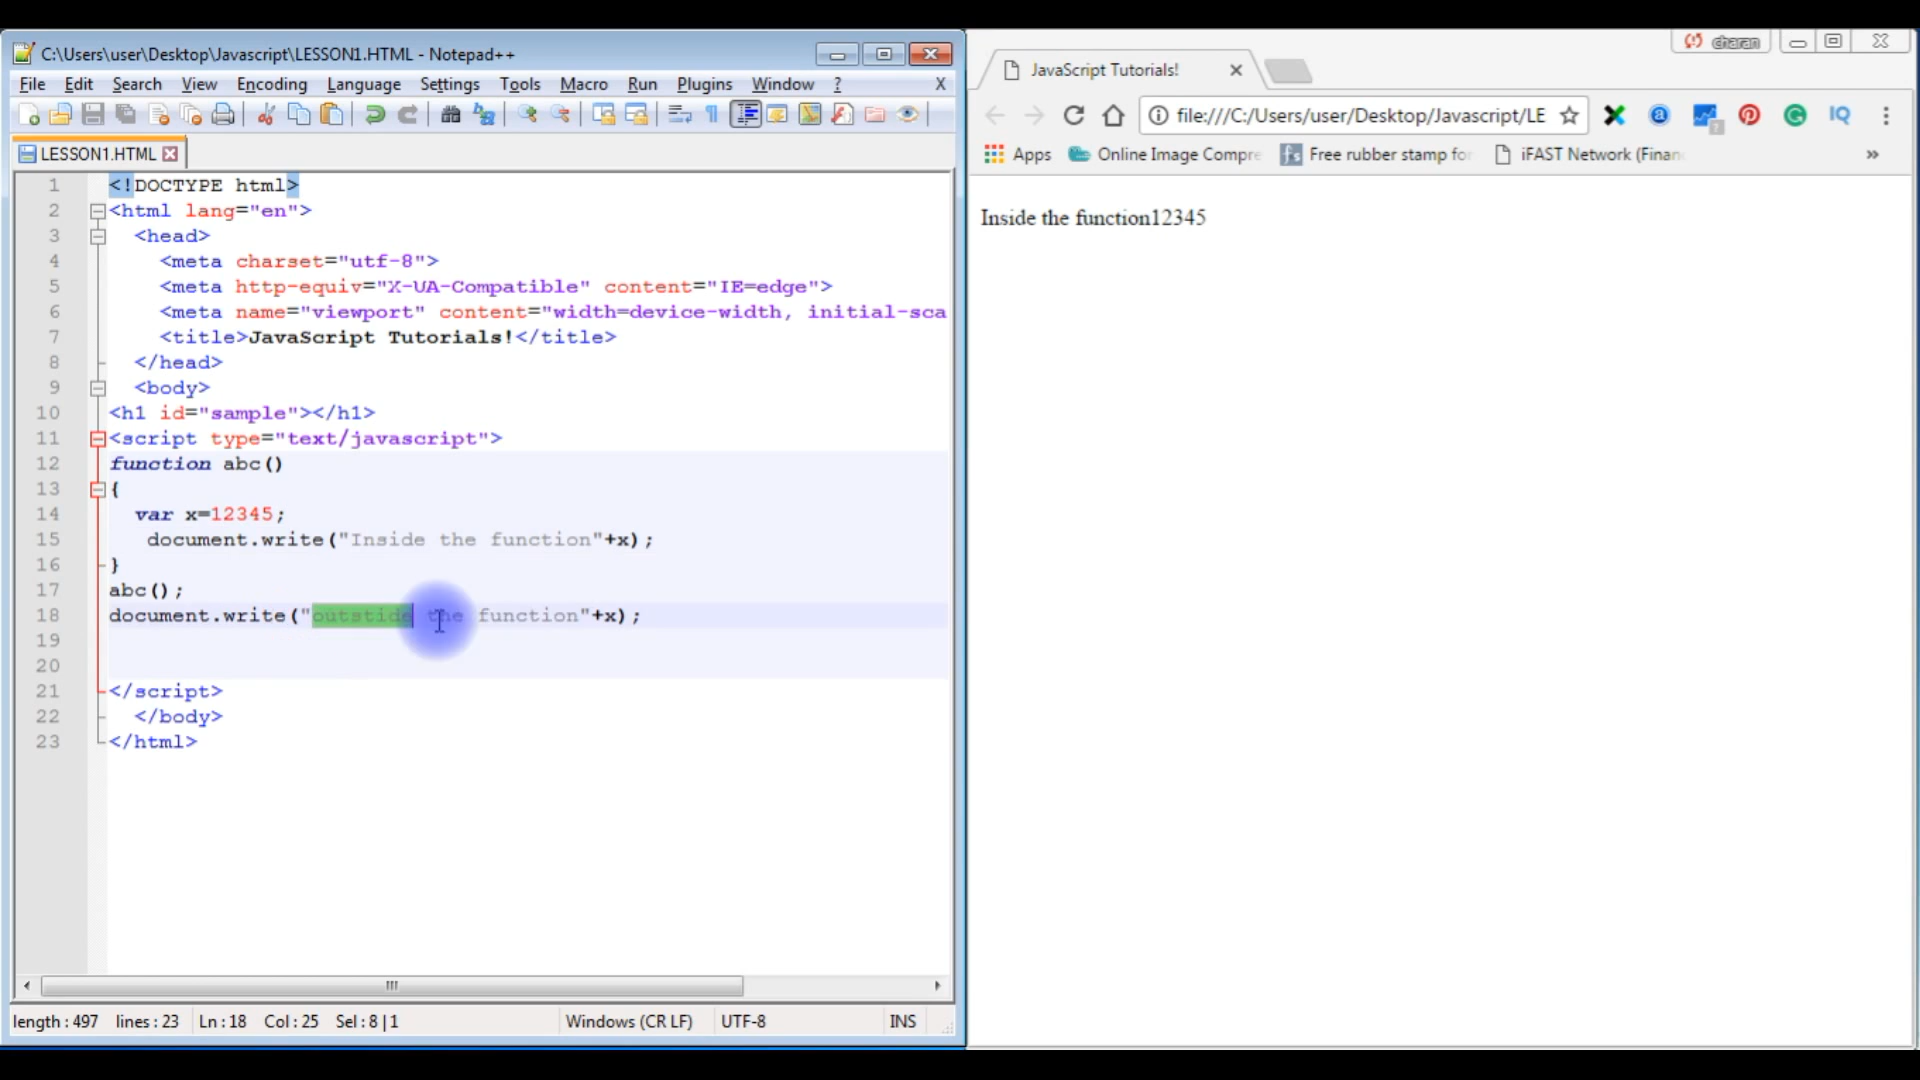 C:\Users\user\Desktop\Javascript\LESSON1.HTML - Notepad++
File Edit Search View Encoding Language Settings Tools Macro Run Plugins Window ? X
LESSON1.HTML
1 <!DOCTYPE html>
2 <html lang="en">
3 <head>
4 <meta charset="utf-8">
5 <meta http-equiv="X-UA-Compatible" content="IE=edge">
6 <meta name="viewport" content="width=device-width, initial-sca
7 <title>JavaScript Tutorials!</title>
8 </head>
9 <body>
10 <h1 id="sample"></h1>
11 <script type="text/javascript">
12 function abc()
13 {
14 var x=12345;
15 document.write("Inside the function"+x);
16 }
17 abc();
18 document.write("outstide the function"+x);
19
20
21 </script>
22 </body>
23 </html>
length : 497 lines : 23 Ln : 18 Col : 25 Sel : 8 | 1 Windows (CR LF) UTF-8 INS
charan
JavaScript Tutorials!
file:///C:/Users/user/Desktop/Javascript/LE
IQ
Apps Online Image Compre Free rubber stamp for iFAST Network (Finan »
Inside the function12345